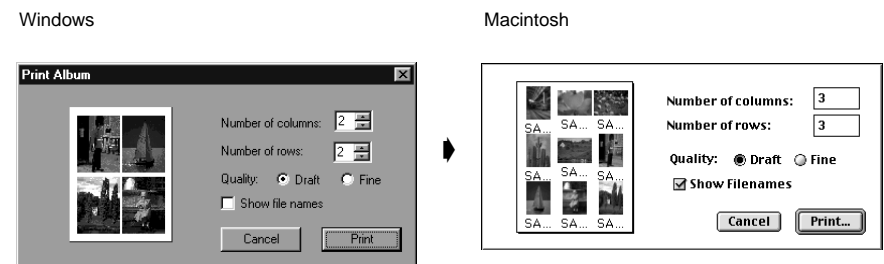 Windows
Macintosh
Print Album
Number of columns: 2
Number of rows: 2
Quality: Draft Fine
Show file names
Cancel Print
SA... SA... SA...
SA... SA... SA...
SA... SA... SA...
Number of columns: 3
Number of rows: 3
Quality: Draft Fine
Show Filenames
Cancel Print...